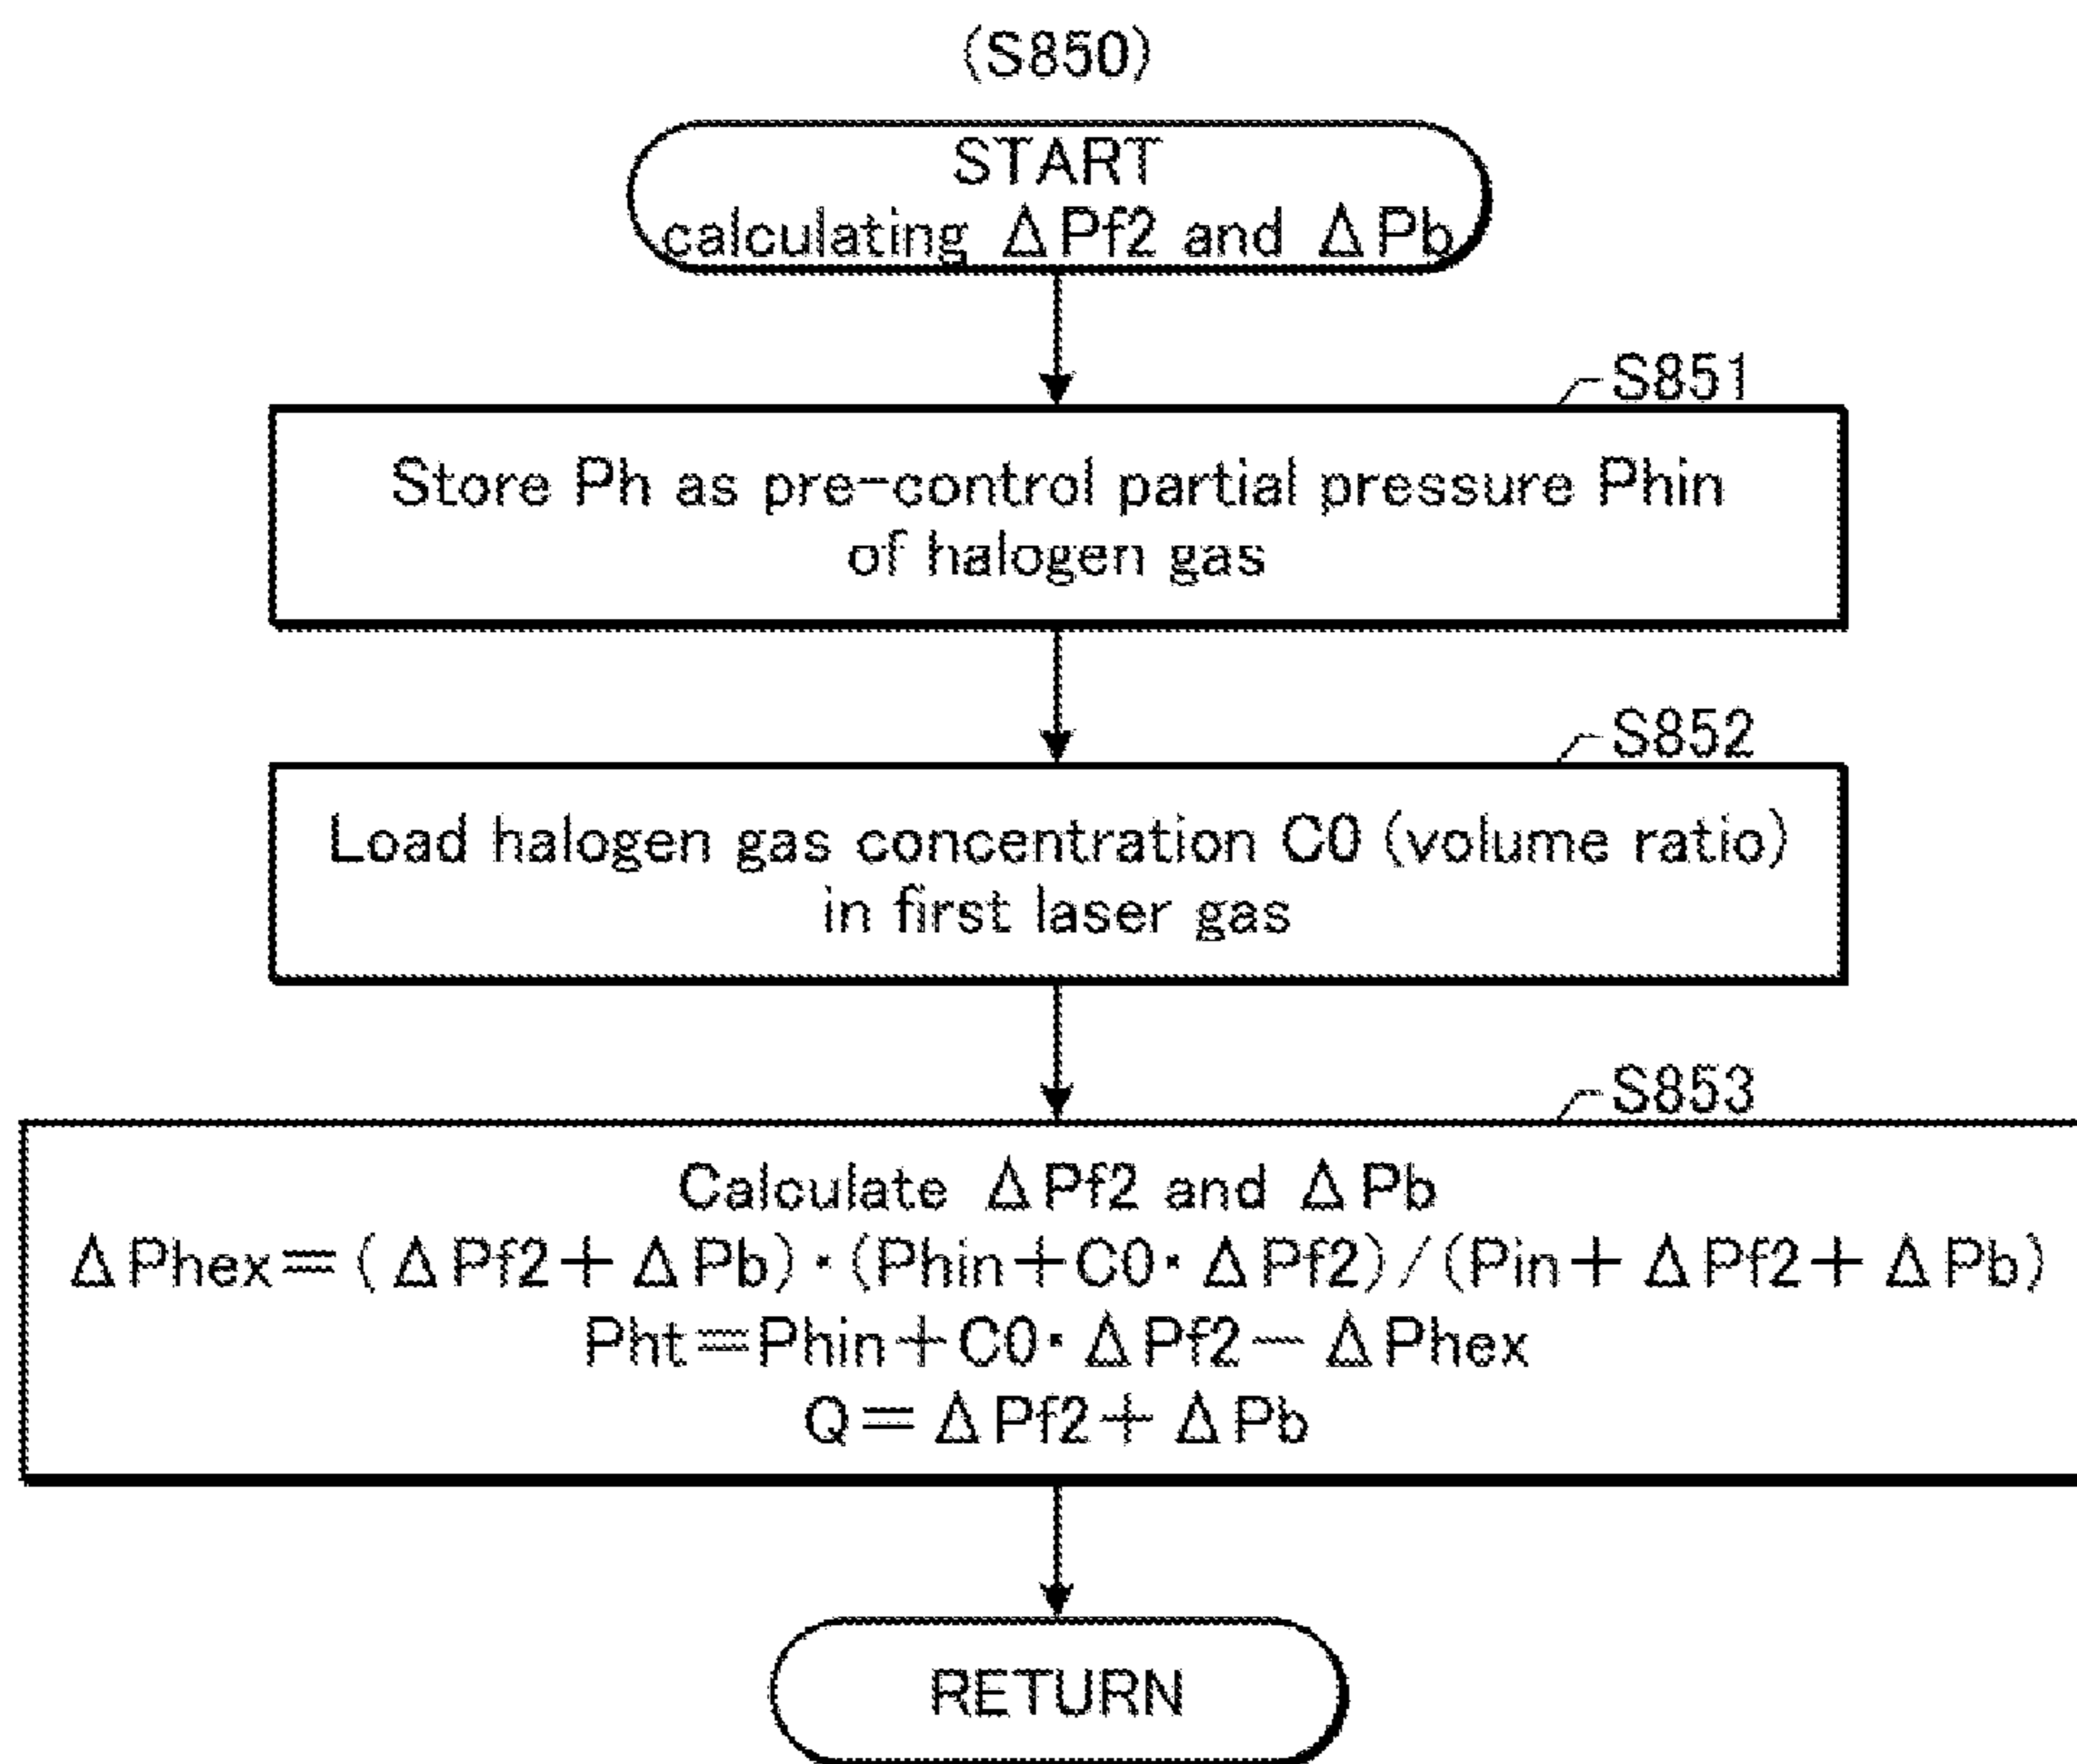 (S850)
START
calculating ΔPf2 and ΔPb
S851
Store Ph as pre-control partial pressure Phin
of halogen gas
S852
Load halogen gas concentration C0 (volume ratio)
in first laser gas
S853
Calculate ΔPf2 and ΔPb
ΔPhex=(ΔPf2+ΔPb)·(Phin+C0·ΔPf2)/(Pin+ΔPf2+ΔPb)
Pht=Phin+C0·ΔPf2-ΔPhex
Q=ΔPf2+ΔPb
RETURN